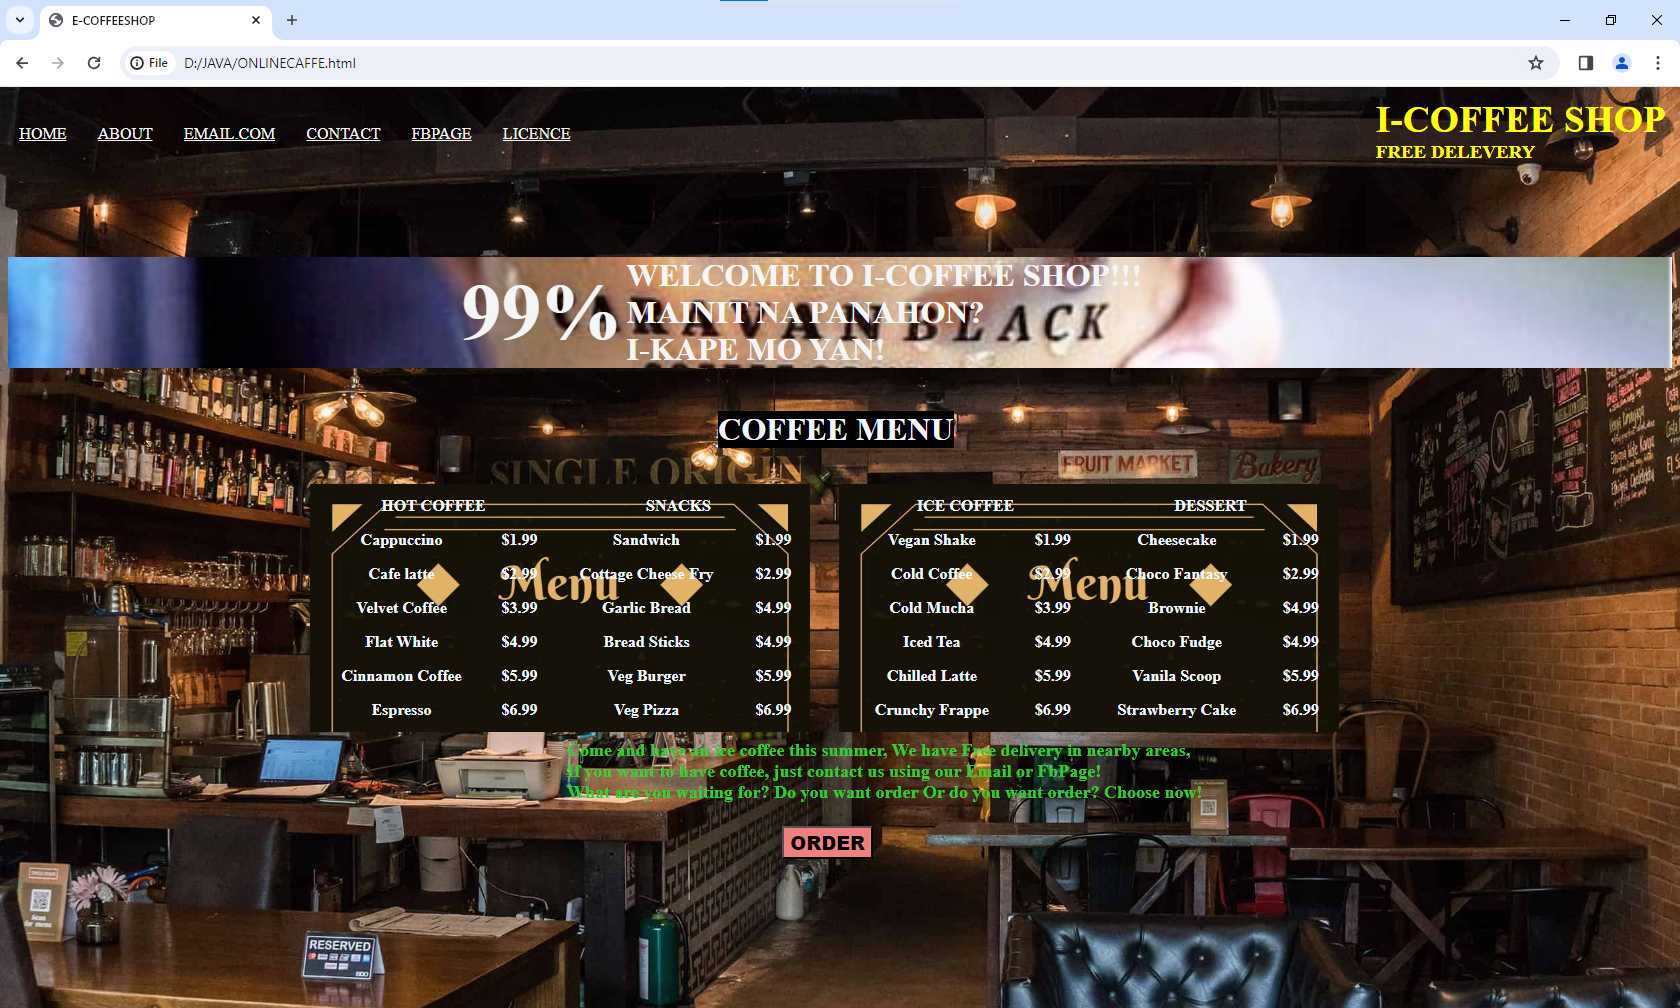 E-COFFEESHOP
File D:/JAVA/ONLINECAFFE.html
HOME ABOUT EMAIL.COM CONTACT FBPAGE LICENCE
I-COFFEE SHOP
FREE DELEVERY
99%
WELCOME TO I-COFFEE SHOP!!!
MAINIT NA PANAHON?
I-KAPE MO YAN!
BLACK
COFFEE MENU
SINGLE ORIGIN
FRUIT MARKET
Bakery
HOT COFFEE SNACKS
Cappuccino $1.99 Sandwich $1.99
Cafe latte $2.99 Cottage Cheese Fry $2.99
Menu
Velvet Coffee $3.99 Garlic Bread $4.99
Flat White $4.99 Bread Sticks $4.99
Cinnamon Coffee $5.99 Veg Burger $5.99
Espresso $6.99 Veg Pizza $6.99
ICE COFFEE DESSERT
Vegan Shake $1.99 Cheesecake $1.99
Cold Coffee $2.99 Choco Fantasy $2.99
Menu
Cold Mucha $3.99 Brownie $4.99
Iced Tea $4.99 Choco Fudge $4.99
Chilled Latte $5.99 Vanila Scoop $5.99
Crunchy Frappe $6.99 Strawberry Cake $6.99
Come and have an ice coffee this summer, We have Free delivery in nearby areas,
If you want to have coffee, just contact us using our Email or FbPage!
What are you waiting for? Do you want order Or do you want order? Choose now!
ORDER
RESERVED